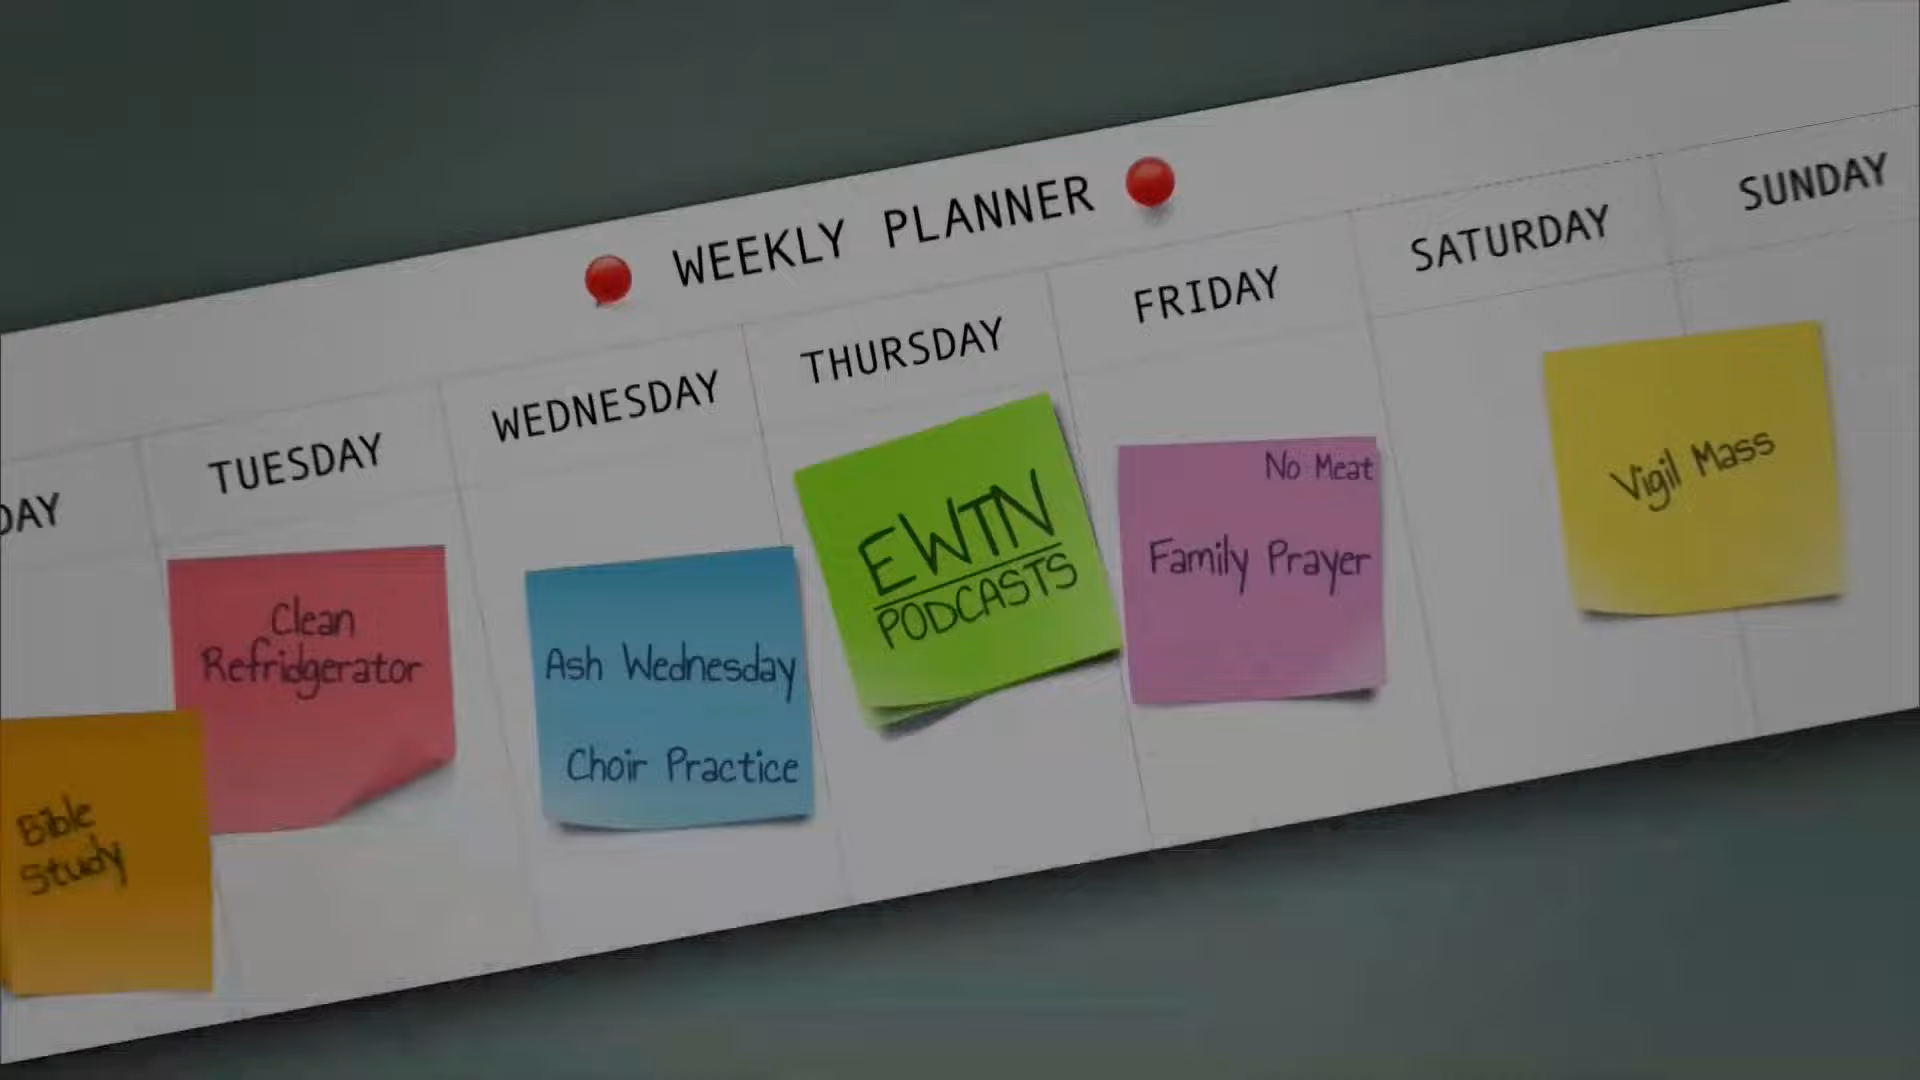 WEEKLY PLANNER
DAY
TUESDAY
WEDNESDAY
THURSDAY
FRIDAY
SATURDAY
SUNDAY
Bible
Study
Clean
Refridgerator
Ash Wednesday
Choir Practice
EWTN
PODCASTS
No Meat
Family Prayer
Vigil Mass